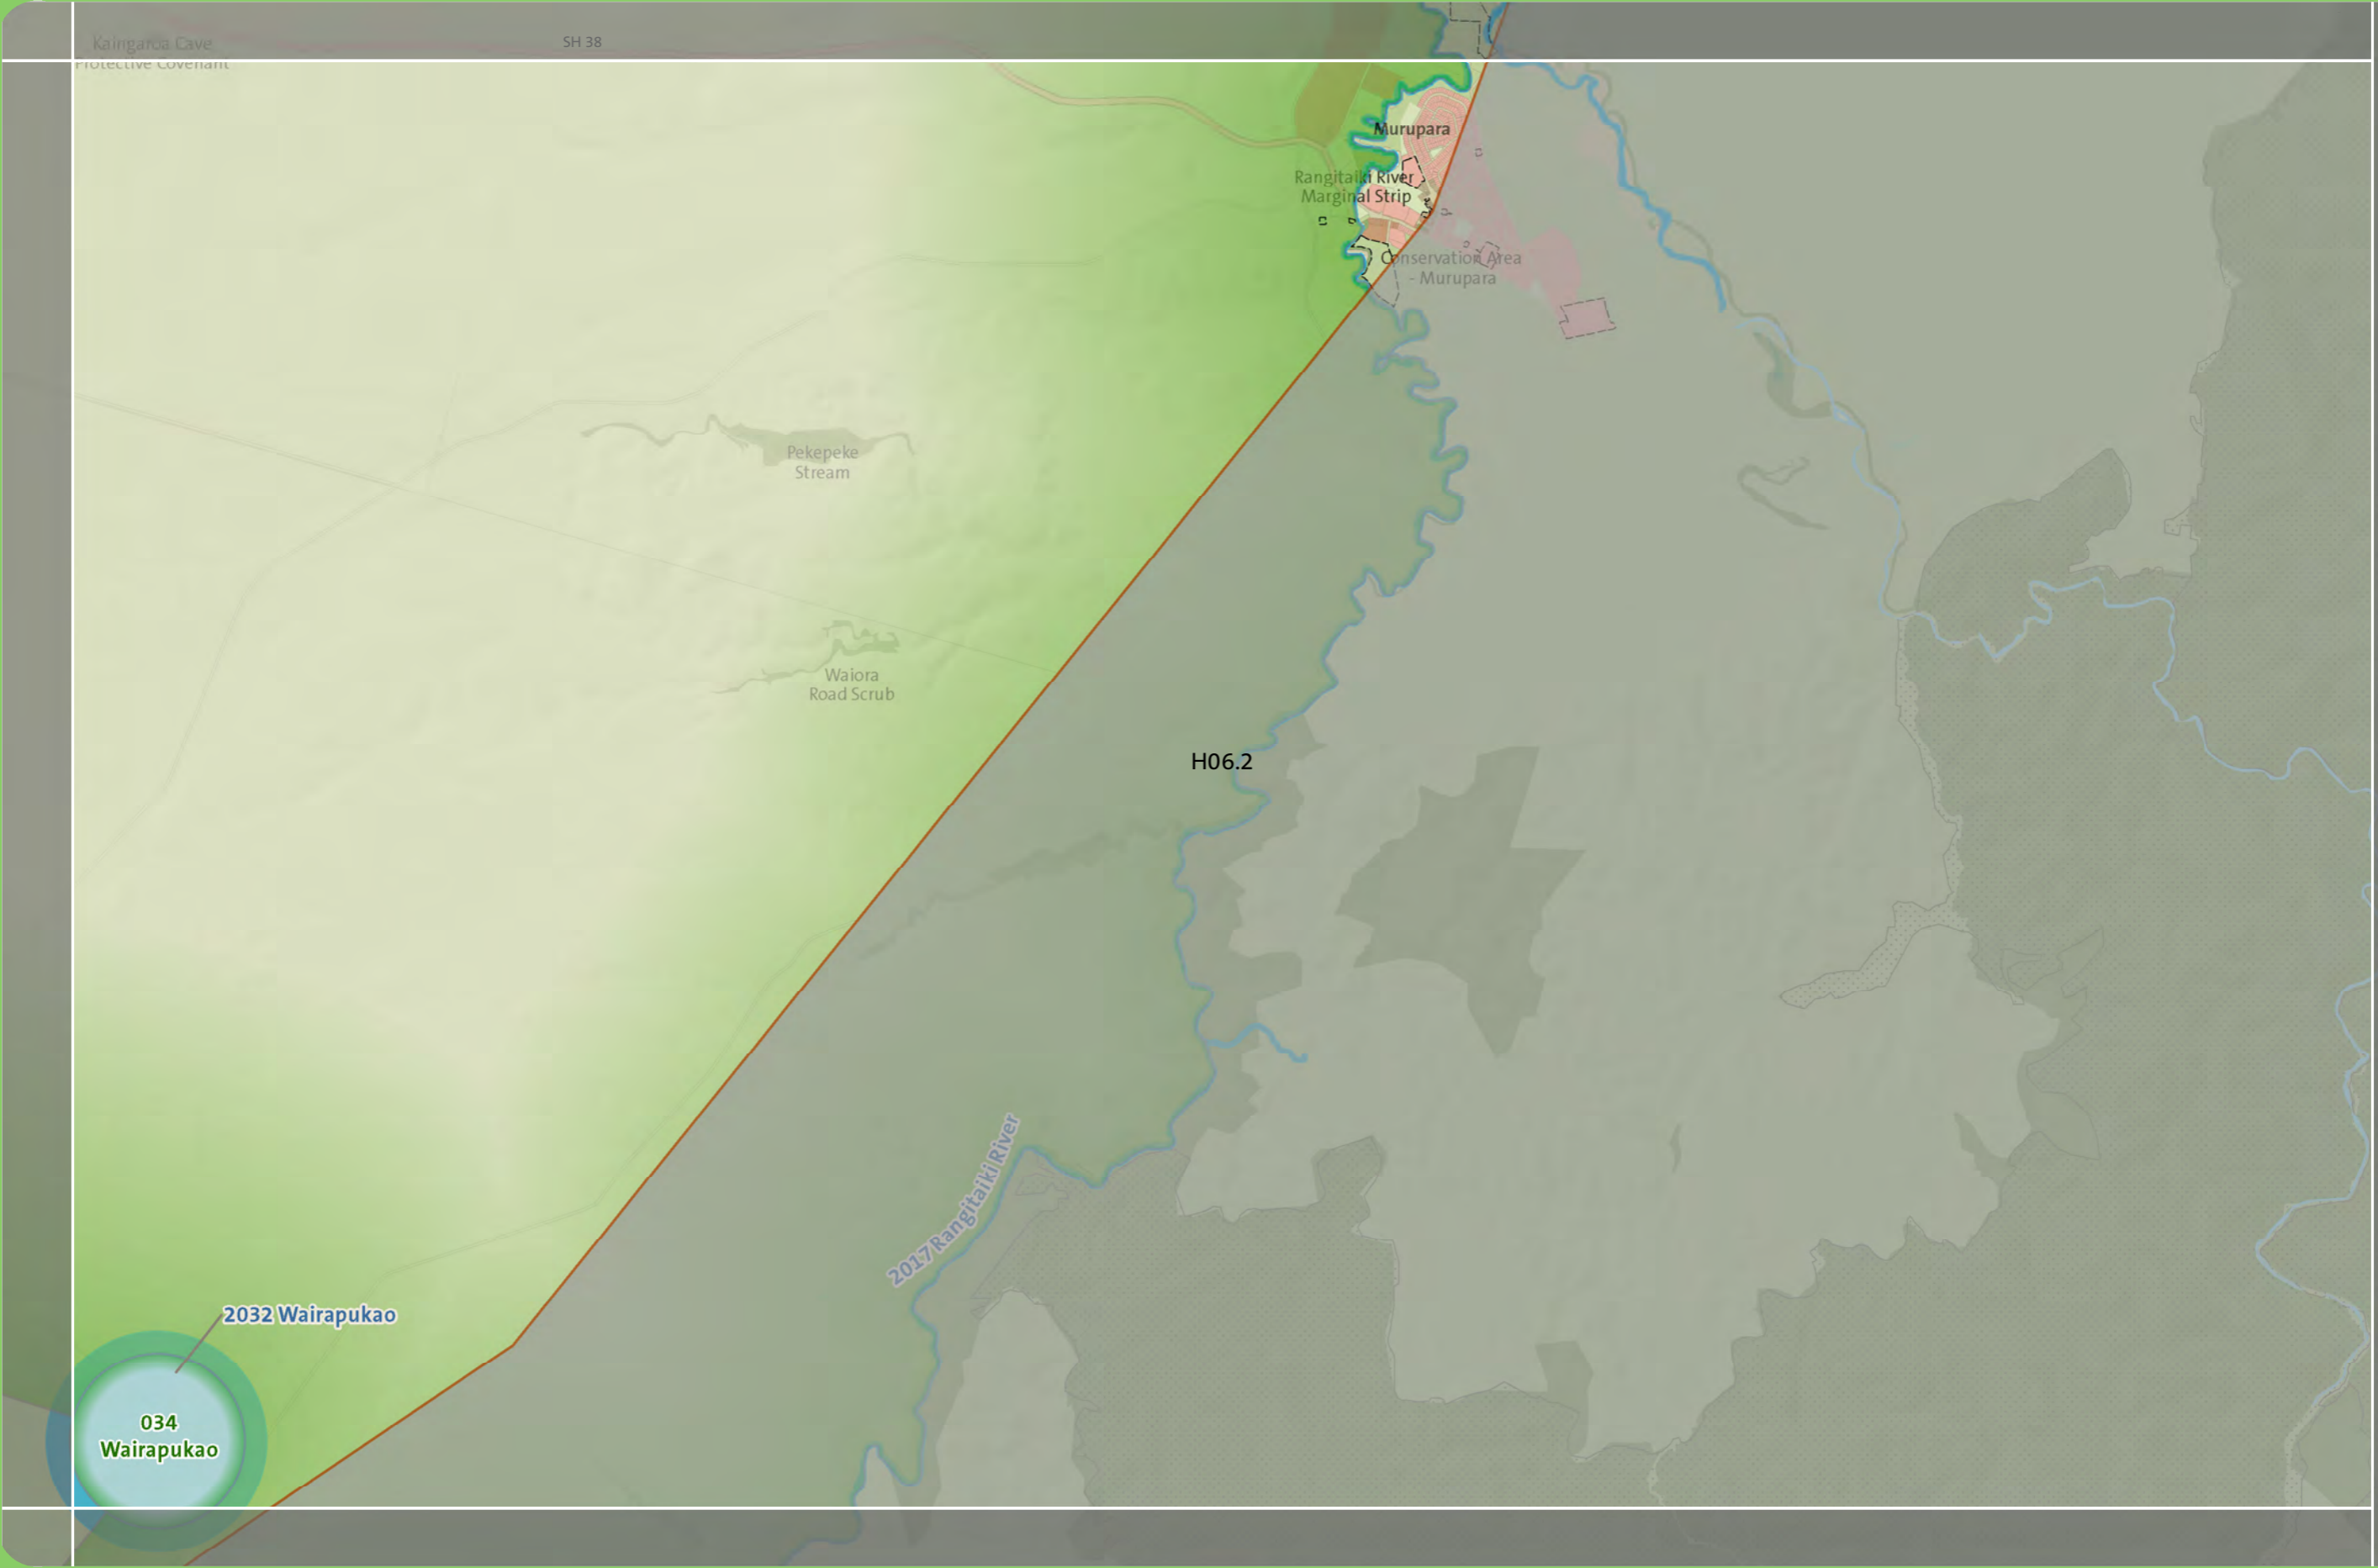 Kaingaroa Cave
Protective Covenant
SH 38
Murupara
Rangitaiki River
Marginal Strip
Conservation Area
- Murupara
Pekepeke
Stream
Waiora
Road Scrub
H06.2
2017 Rangitaiki River
2032 Wairapukao
034
Wairapukao